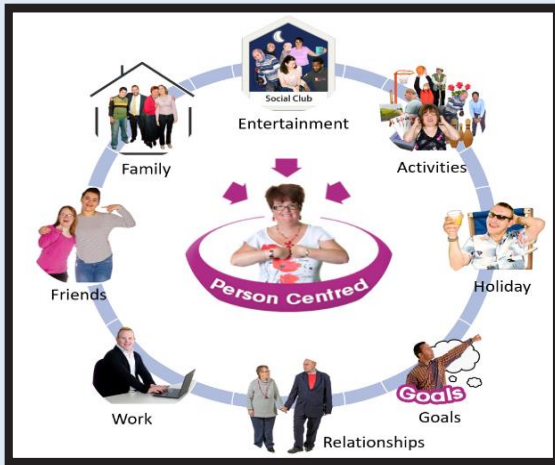 Social Club
Entertainment
Family
Activities
Friends
Holiday
Person Centred
Work
Goals
Goals
Relationships